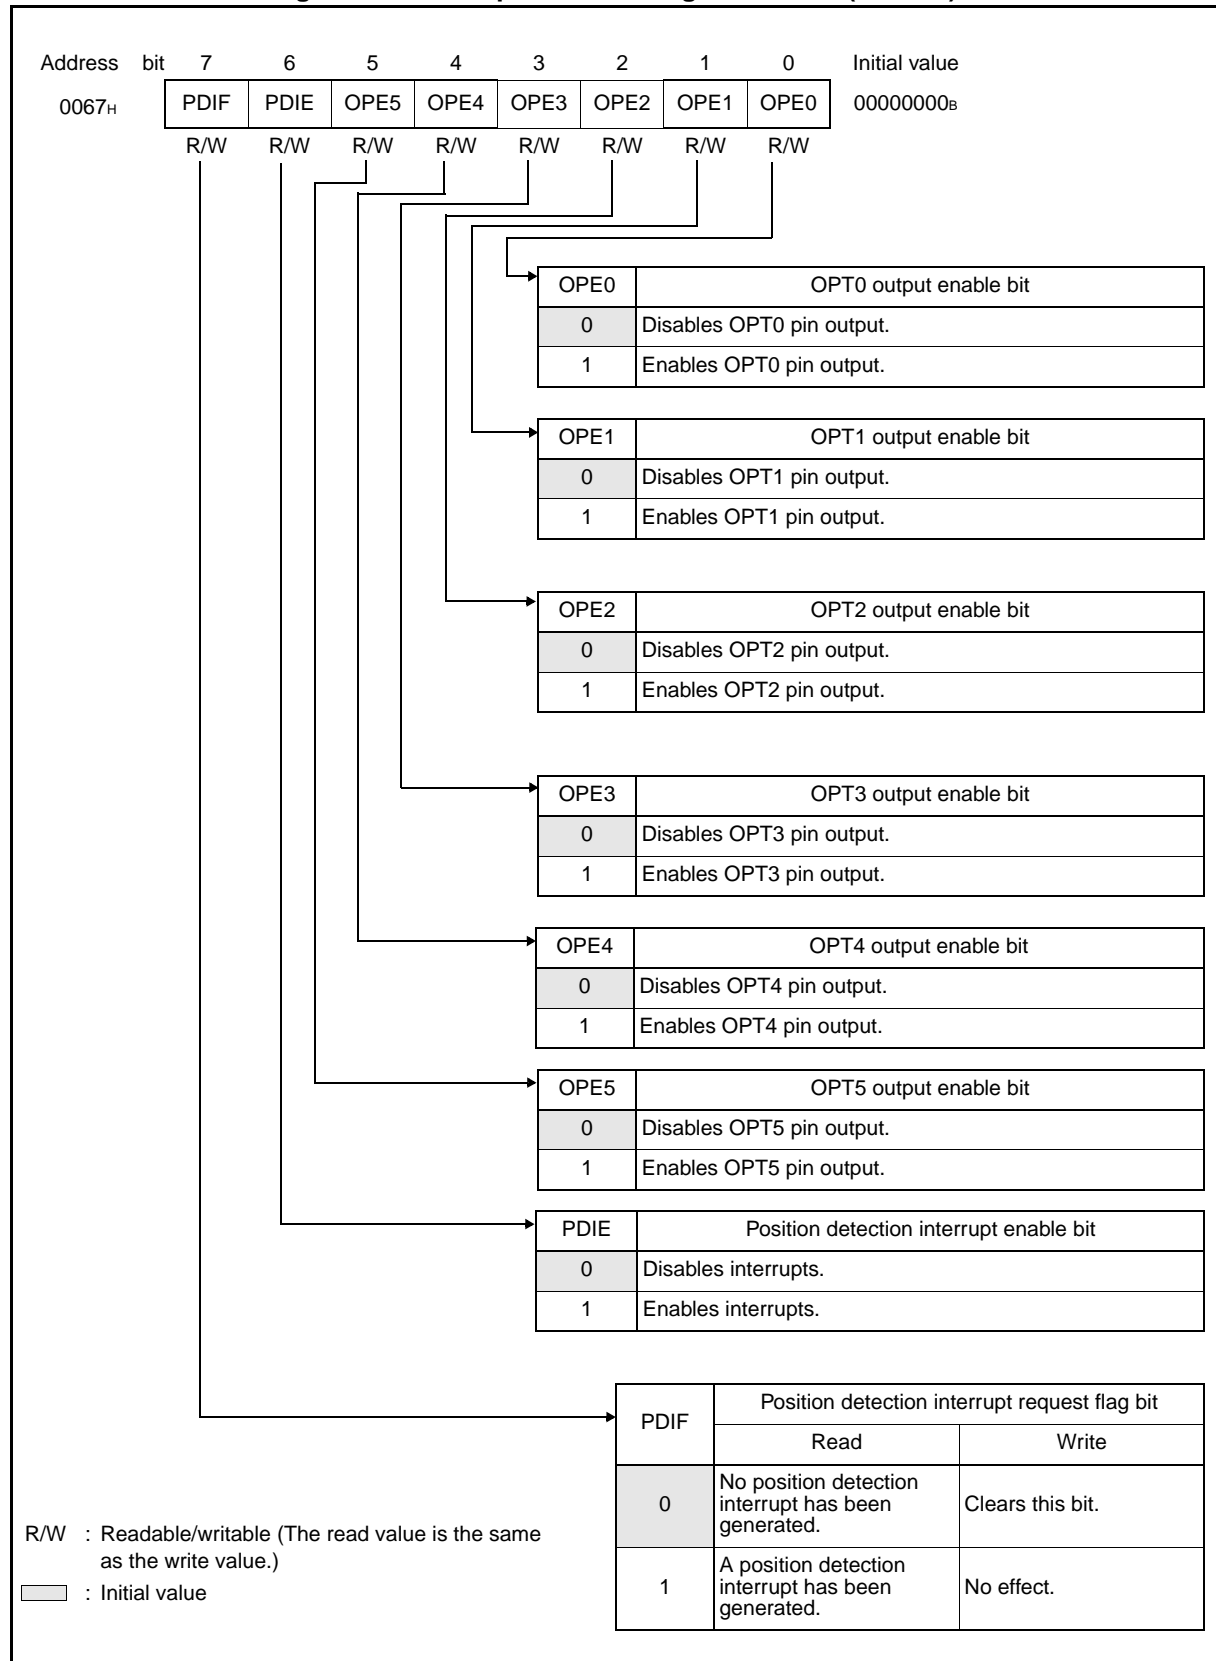 Address bit 7 6 5 4 3 2 1 0 Initial value
0067H PDIF PDIE OPE5 OPE4 OPE3 OPE2 OPE1 OPE0 00000000B
R/W R/W R/W R/W R/W R/W R/W R/W
OPE0 OPT0 output enable bit
0 Disables OPT0 pin output.
1 Enables OPT0 pin output.
OPE1 OPT1 output enable bit
0 Disables OPT1 pin output.
1 Enables OPT1 pin output.
OPE2 OPT2 output enable bit
0 Disables OPT2 pin output.
1 Enables OPT2 pin output.
OPE3 OPT3 output enable bit
0 Disables OPT3 pin output.
1 Enables OPT3 pin output.
OPE4 OPT4 output enable bit
0 Disables OPT4 pin output.
1 Enables OPT4 pin output.
OPE5 OPT5 output enable bit
0 Disables OPT5 pin output.
1 Enables OPT5 pin output.
PDIE Position detection interrupt enable bit
0 Disables interrupts.
1 Enables interrupts.
PDIF Position detection interrupt request flag bit
Read Write
0 No position detection
interrupt has been
generated.
Clears this bit.
1 A position detection
interrupt has been
generated.
No effect.
R/W : Readable/writable (The read value is the same
as the write value.)
: Initial value